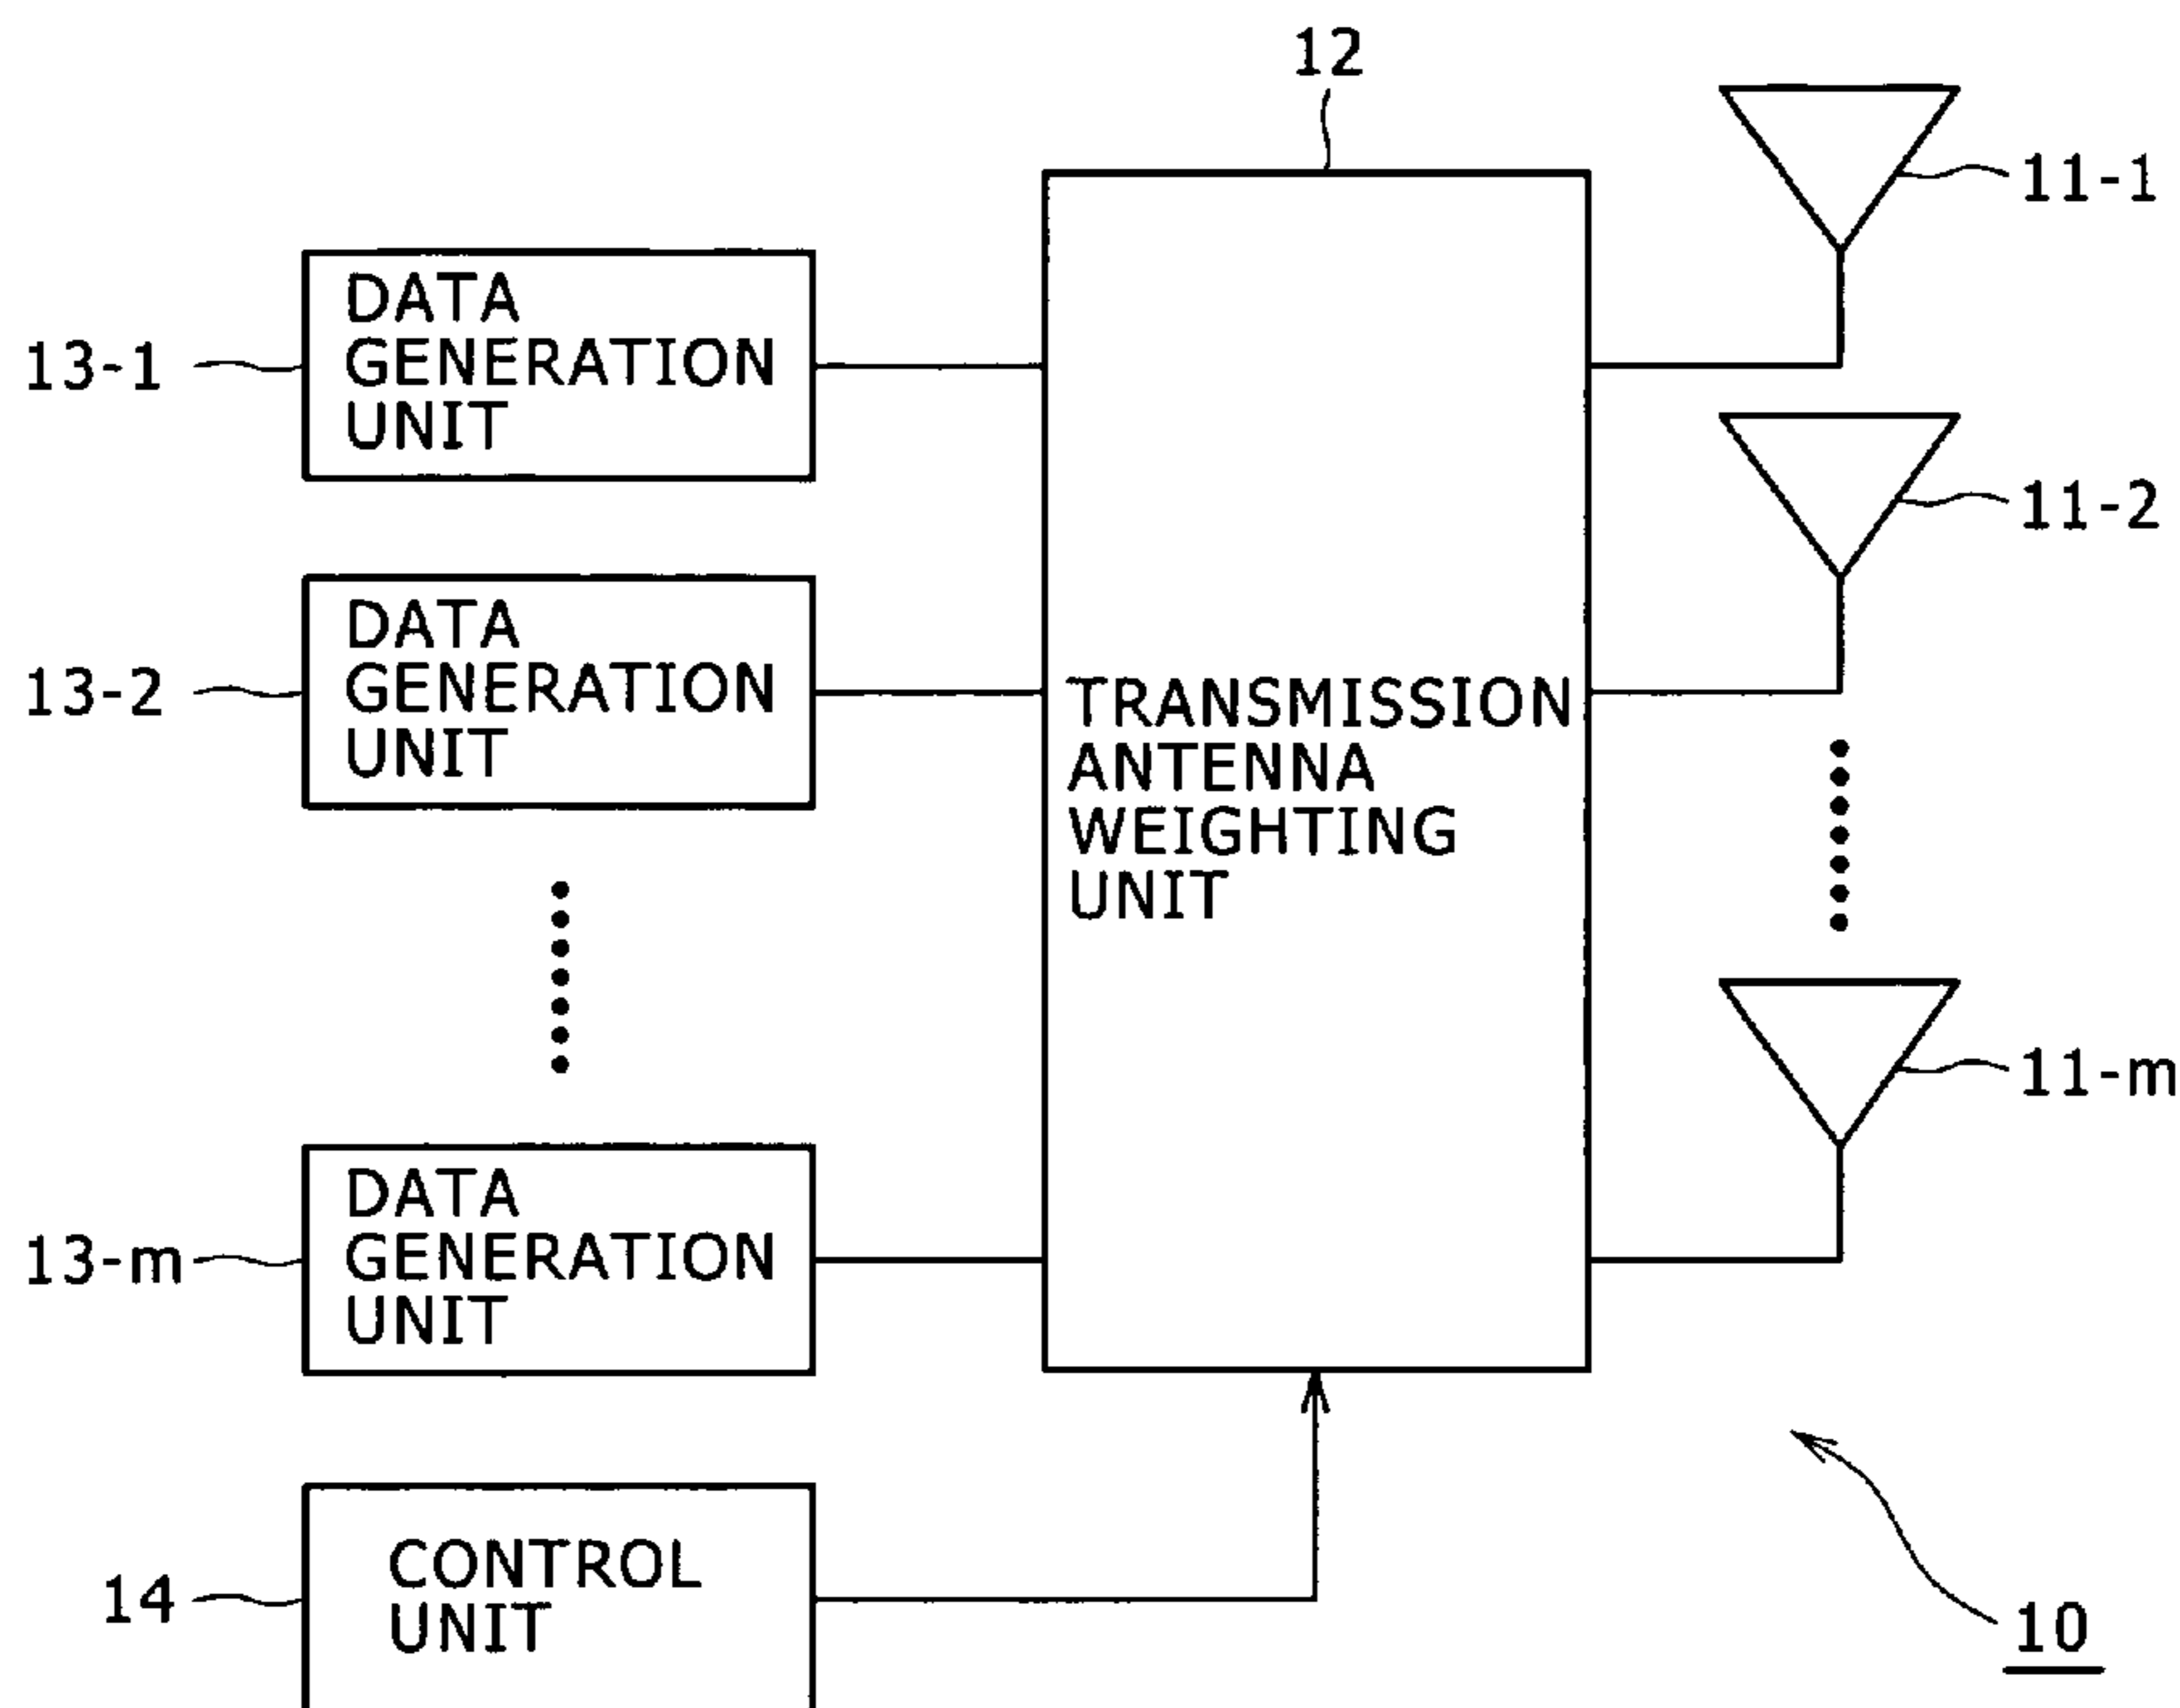 12
11-1
DATA
GENERATION
UNIT
13-1
11-2
DATA
GENERATION
UNIT
13-2
TRANSMISSION
ANTENNA
WEIGHTING
UNIT
11-m
DATA
GENERATION
UNIT
13-m
CONTROL
UNIT
14
10